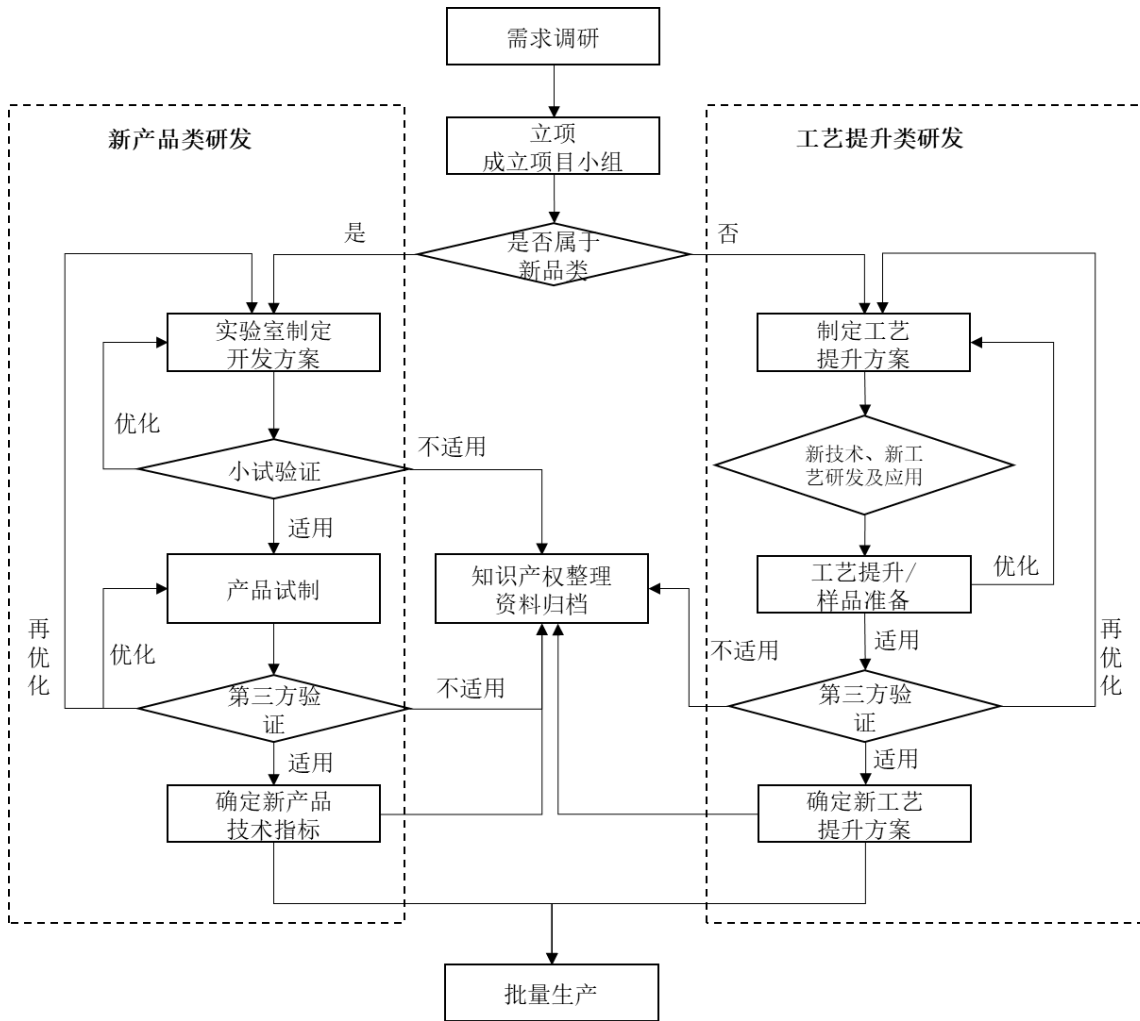 需求调研
立项
成立项目小组
是否属于
新品类
是
否
新产品类研发
实验室制定
开发方案
优化
小试验证
不适用
适用
产品试制
优化
再
优
化
第三方验
证
不适用
适用
确定新产品
技术指标
知识产权整理
资料归档
工艺提升类研发
制定工艺
提升方案
新技术、新工
艺研发及应用
工艺提升/
样品准备
优化
适用
再
优
化
不适用
第三方验
证
适用
确定新工艺
提升方案
批量生产